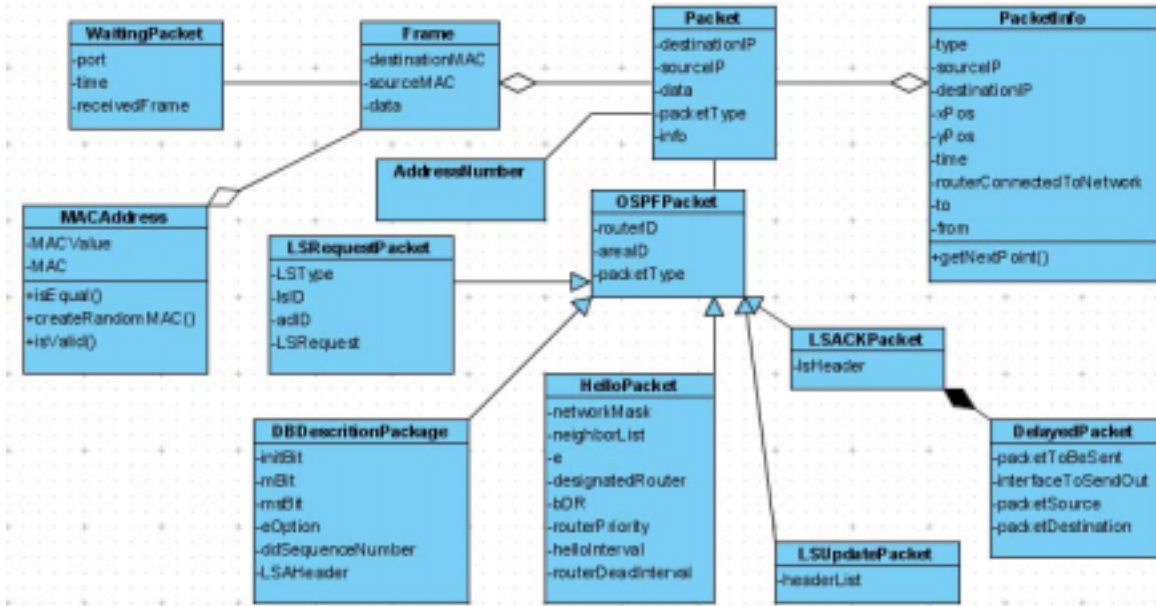 WaitingPacket
-port
-time
-receivedFrame
Frame
-destinationMAC
-sourceMAC
-data
Packet
-destinationIP
-sourceIP
-data
-packetType
-info
PacketInfo
-type
-sourceIP
-destinationIP
-xPos
-yPos
-time
-routerConnectedToNetwork
-to
-from
+getNextPoint()
AddressNumber
MACAddress
-MACValue
-MAC
+isEqual()
+createRandomMAC()
+isValid()
LSRequestPacket
-LSType
-lsID
-adID
-LSRequest
OSPFPacket
-routerID
-areaID
-packetType
LSACKPacket
-lsHeader
DBDescritionPackage
-initBit
-mBit
-msBit
-eOption
-ddSequenceNumber
-LSAHeader
HelloPacket
-networkMask
-neighborList
-e
-designatedRouter
-bDR
-routerPriority
-helloInterval
-routerDeadInterval
DelayedPacket
-packetToBeSent
-interfaceToSendOut
-packetSource
-packetDestination
LSUpdatePacket
-headerList